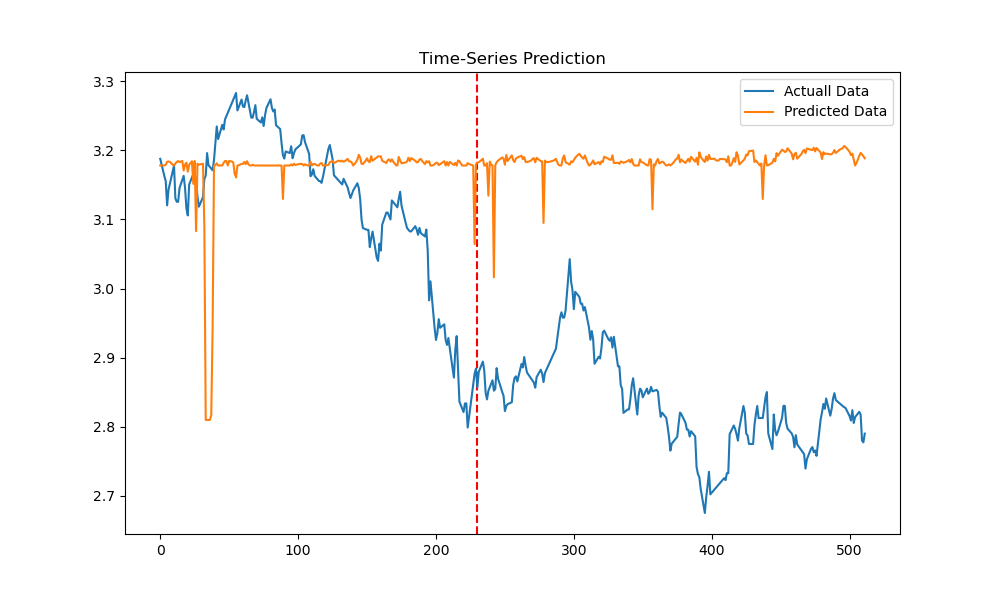 Time-Series Prediction
Actuall Data
Predicted Data
3.3
3.2
3.1
3.0
2.9
2.8
2.7
0 100 200 300 400 500